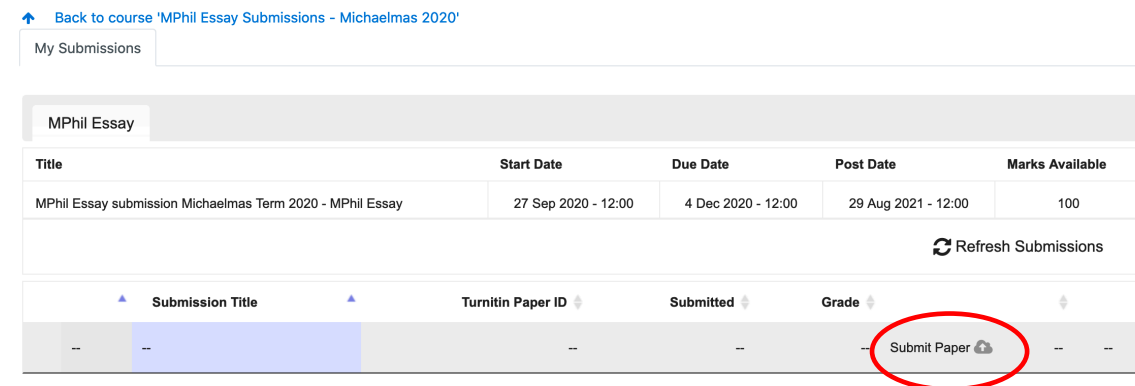 Back to course 'MPhil Essay Submissions - Michaelmas 2020'
My Submissions
MPhil Essay
Title Start Date Due Date Post Date Marks Available
MPhil Essay submission Michaelmas Term 2020 - MPhil Essay 27 Sep 2020 - 12:00 4 Dec 2020 - 12:00 29 Aug 2021 - 12:00 100
Refresh Submissions
Submission Title Turnitin Paper ID Submitted Grade
-- -- -- -- -- Submit Paper -- --